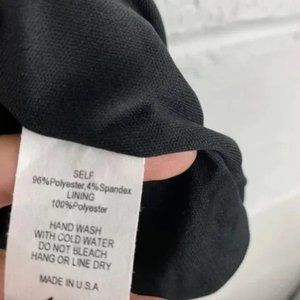 SELF
96%Polyester,4%Spandex
LINING
100%Polyester
HAND WASH
WITH COLD WATER
DO NOT BLEACH
HANG OR LINE DRY
MADE IN U.S.A